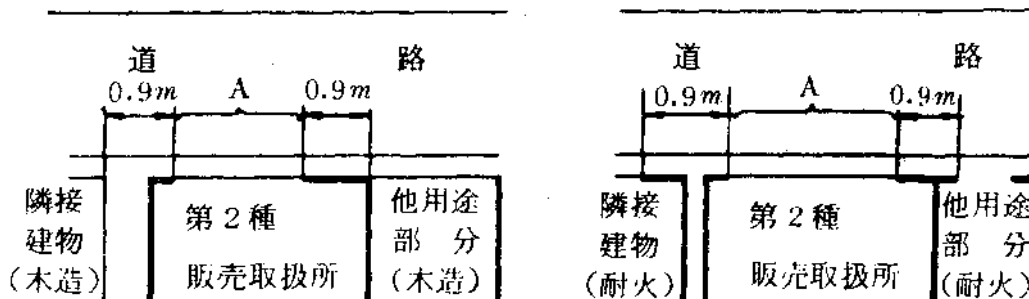 道 路
0.9m A 0.9m
隣接
建物
(木造)
第2種
販売取扱所
他用途
部分
(木造)
道 路
0.9m A 0.9m
隣接
建物
(耐火)
第2種
販売取扱所
他用途
部分
(耐火)